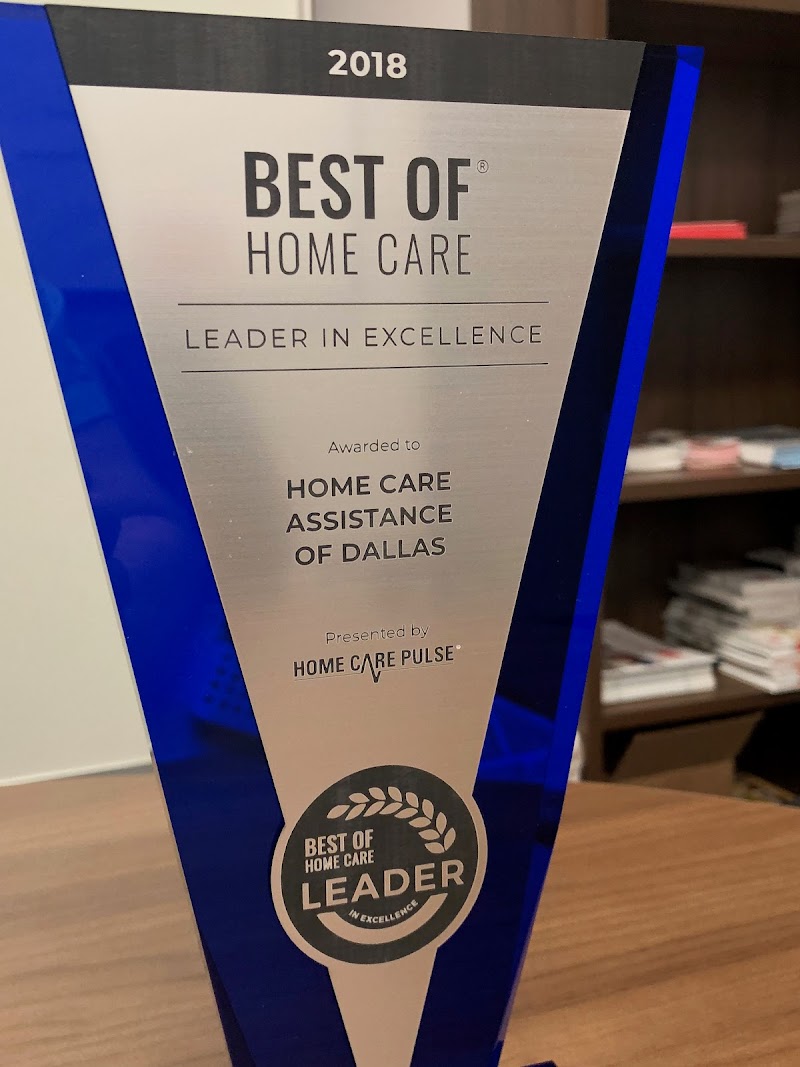 2018
BEST OF®
HOME CARE
LEADER IN EXCELLENCE
Awarded to
HOME CARE
ASSISTANCE
OF DALLAS
Presented by
HOME CARE PULSE
BEST OF
HOME CARE
LEADER
IN EXCELLENCE